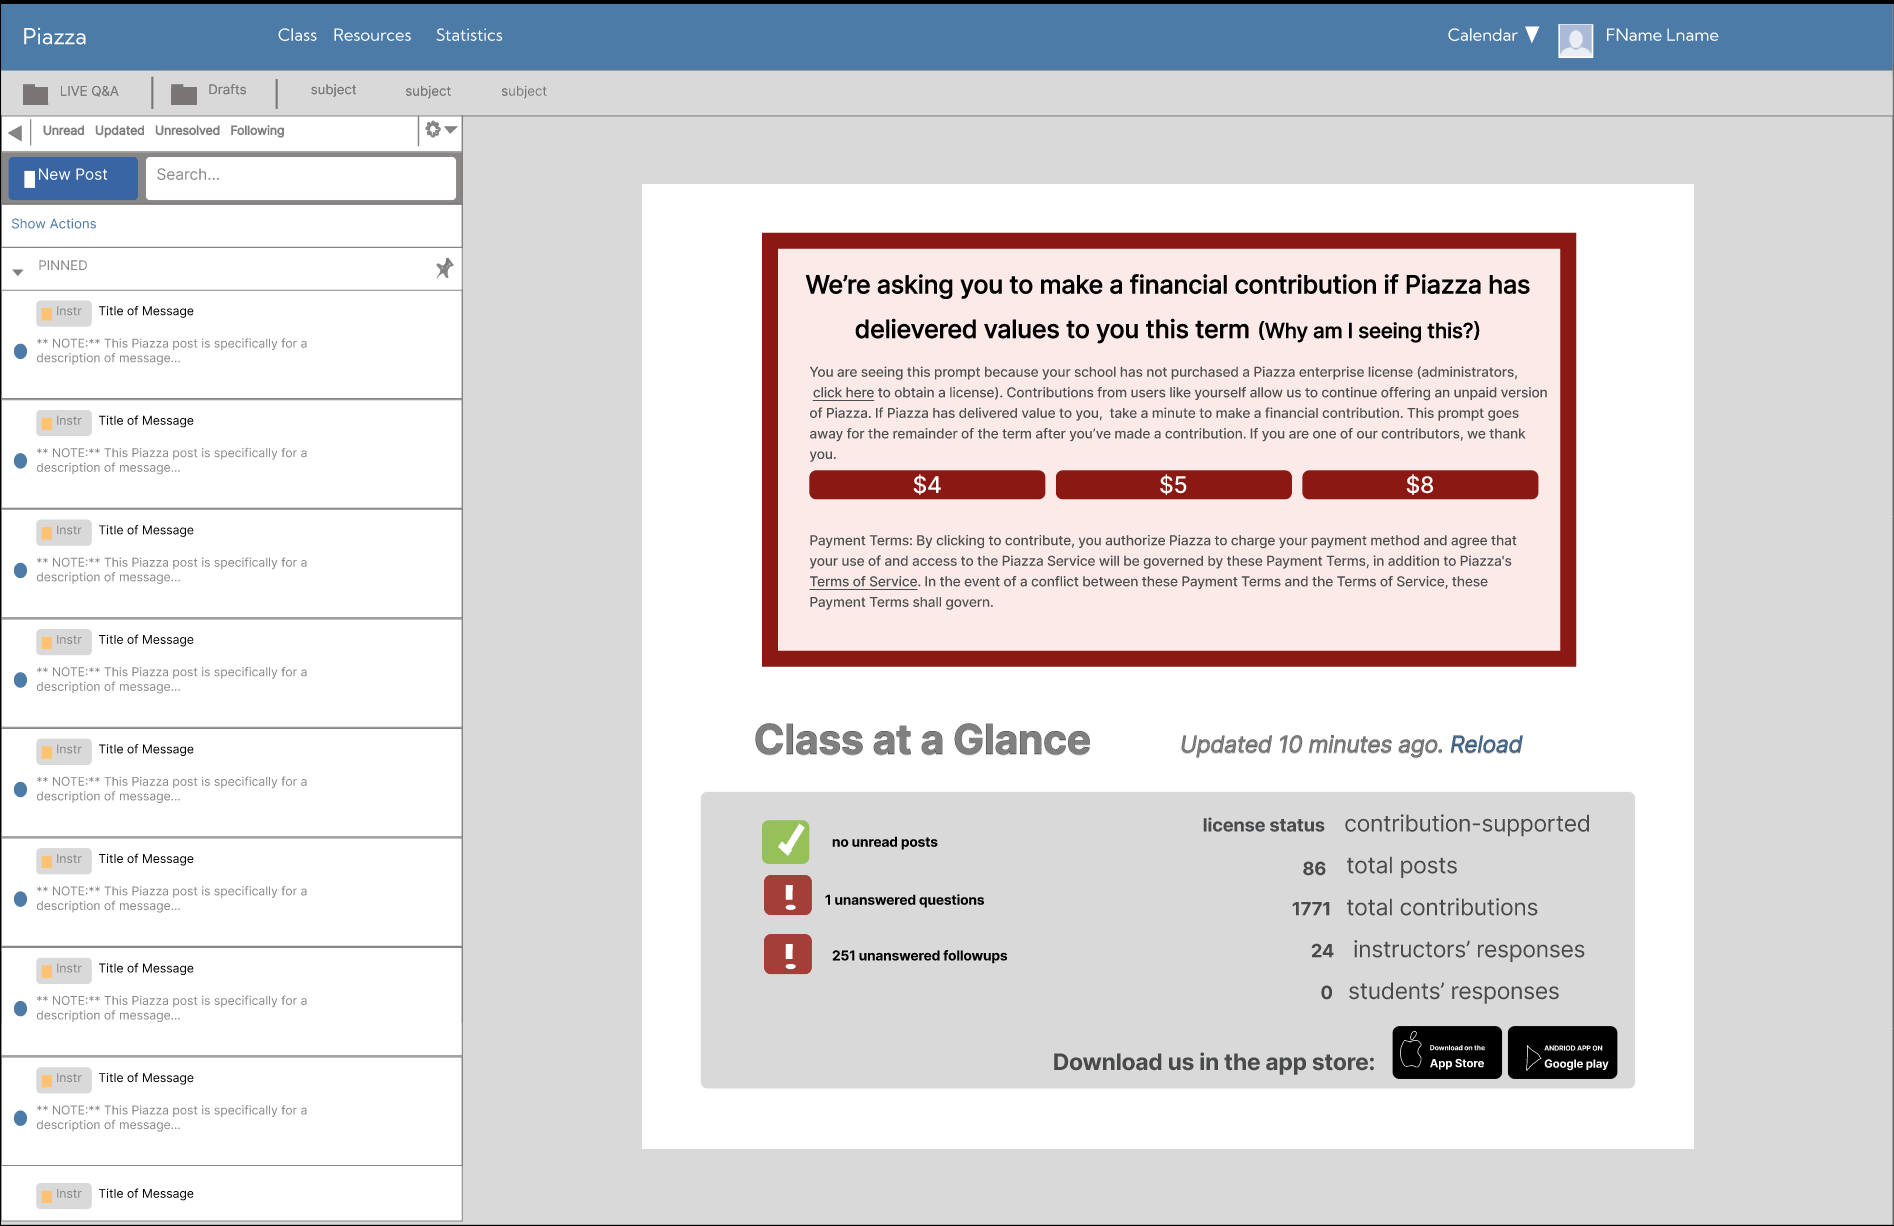 Piazza
Class Resources Statistics
Calendar ▼ FName Lname
LIVE Q&A
Drafts
subject subject subject
Unread Updated Unresolved Following
New Post
Search...
Show Actions
PINNED
Instr Title of Message
** NOTE:** This Piazza post is specifically for a
description of message...
Instr Title of Message
** NOTE:** This Piazza post is specifically for a
description of message...
Instr Title of Message
** NOTE:** This Piazza post is specifically for a
description of message...
Instr Title of Message
** NOTE:** This Piazza post is specifically for a
description of message...
Instr Title of Message
** NOTE:** This Piazza post is specifically for a
description of message...
Instr Title of Message
** NOTE:** This Piazza post is specifically for a
description of message...
Instr Title of Message
** NOTE:** This Piazza post is specifically for a
description of message...
Instr Title of Message
** NOTE:** This Piazza post is specifically for a
description of message...
Instr Title of Message
We’re asking you to make a financial contribution if Piazza has
delievered values to you this term (Why am I seeing this?)
You are seeing this prompt because your school has not purchased a Piazza enterprise license (administrators,
click here to obtain a license). Contributions from users like yourself allow us to continue offering an unpaid version
of Piazza. If Piazza has delivered value to you, take a minute to make a financial contribution. This prompt goes
away for the remainder of the term after you’ve made a contribution. If you are one of our contributors, we thank
you.
$4 $5 $8
Payment Terms: By clicking to contribute, you authorize Piazza to charge your payment method and agree that
your use of and access to the Piazza Service will be governed by these Payment Terms, in addition to Piazza's
Terms of Service. In the event of a conflict between these Payment Terms and the Terms of Service, these
Payment Terms shall govern.
Class at a Glance
Updated 10 minutes ago. Reload
no unread posts
1 unanswered questions
251 unanswered followups
license status contribution-supported
86 total posts
1771 total contributions
24 instructors’ responses
0 students’ responses
Download us in the app store:
Download on the
App Store
ANDRIOD APP ON
Google play